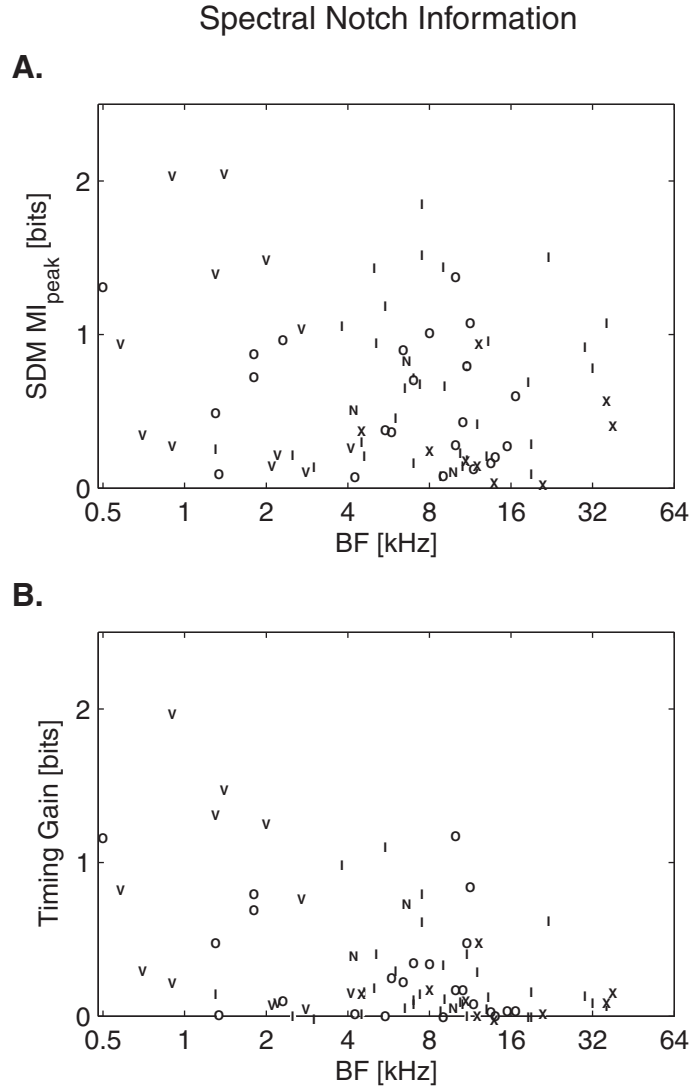 Spectral Notch Information
A.
SDM MI_peak [bits]
2
1
0
0.5 1 2 4 8 16 32 64
BF [kHz]
B.
Timing Gain [bits]
2
1
0
0.5 1 2 4 8 16 32 64
BF [kHz]